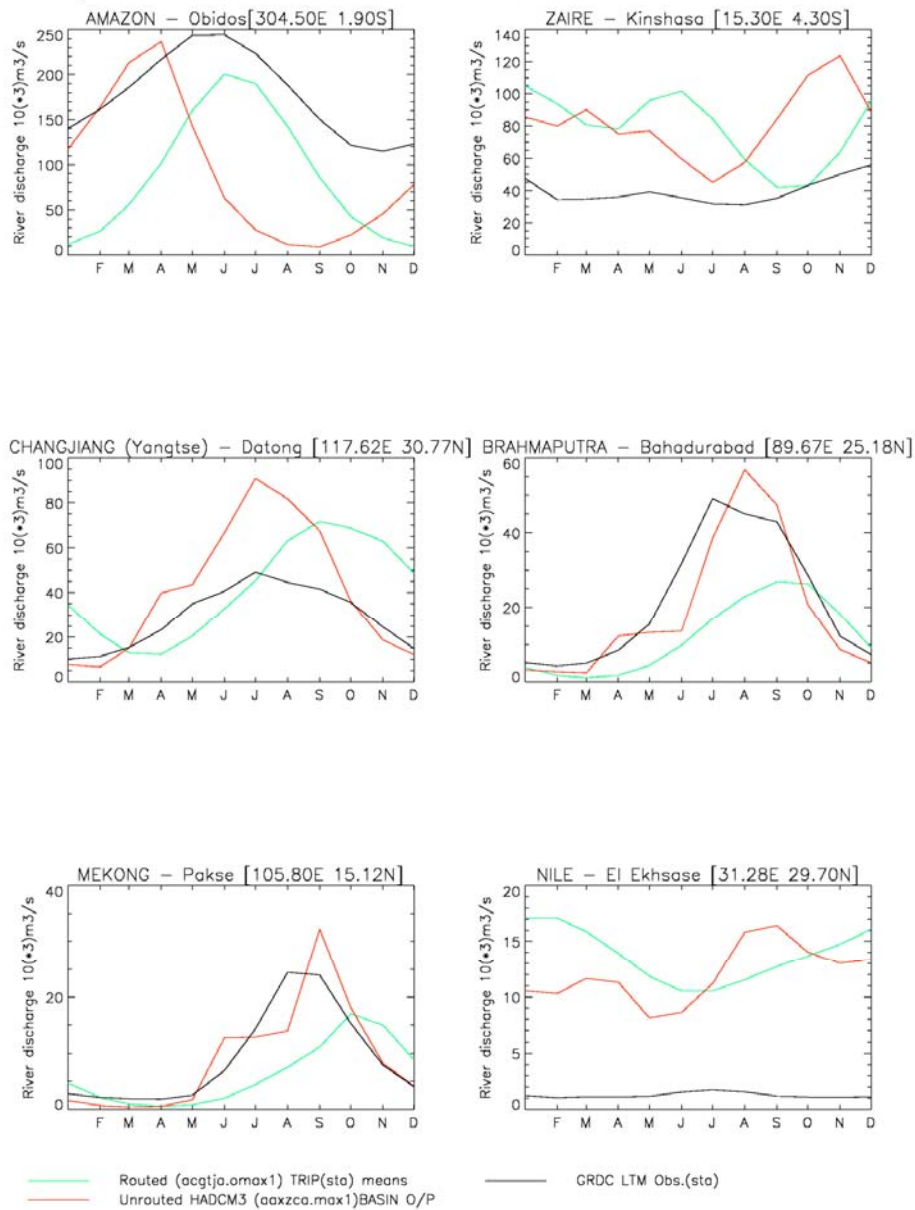 AMAZON – Obidos[304.50E 1.90S]
River discharge 10(*3)m3/s
250
200
150
100
50
0
F M A M J J A S O N D
ZAIRE – Kinshasa [15.30E 4.30S]
River discharge 10(*3)m3/s
140
120
100
80
60
40
20
0
F M A M J J A S O N D
CHANGJIANG (Yangtse) – Datong [117.62E 30.77N]
River discharge 10(*3)m3/s
100
80
60
40
20
0
F M A M J J A S O N D
BRAHMAPUTRA – Bahadurabad [89.67E 25.18N]
River discharge 10(*3)m3/s
60
40
20
0
F M A M J J A S O N D
MEKONG – Pakse [105.80E 15.12N]
River discharge 10(*3)m3/s
40
20
0
F M A M J J A S O N D
NILE – El Ekhsase [31.28E 29.70N]
River discharge 10(*3)m3/s
20
15
10
5
0
F M A M J J A S O N D
Routed (acgtja.omax1) TRIP(sta) means
Unrouted HADCM3 (aaxzca.max1)BASIN O/P
GRDC LTM Obs.(sta)